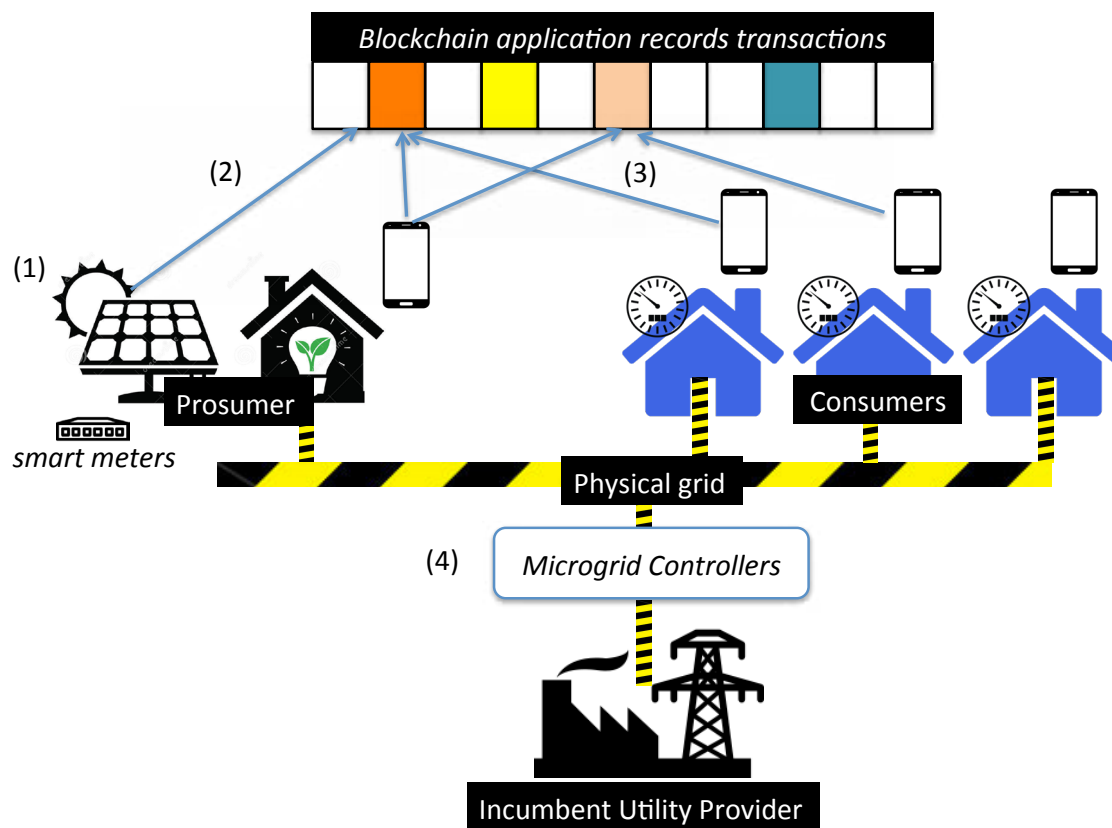 Blockchain application records transactions
(2)
(3)
(1)
Prosumer
Consumers
smart meters
Physical grid
(4)
Microgrid Controllers
Incumbent Utility Provider